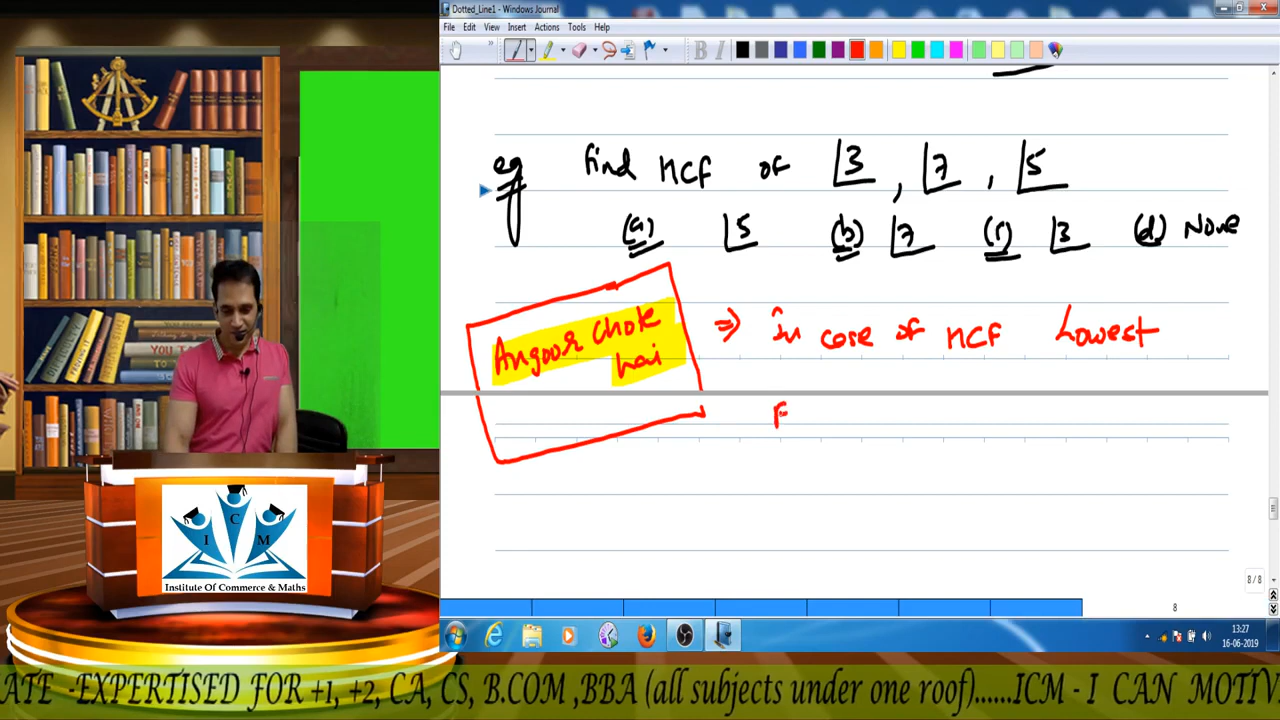 Dotted_Line1 - Windows Journal
File Edit View Insert Actions Tools Help
eg find HCF of |3 , |7 , |5
(a) |5 (b) |7 (c) |3 (d) None
Angoor Chote hai
⇒ in case of HCF Lowest
F
8 / 8
8
I C M
Institute Of Commerce & Maths
13:27
16-06-2019
ATE -EXPERTISED FOR +1, +2, CA, CS, B.COM ,BBA (all subjects under one roof)......ICM - I CAN MOTIV